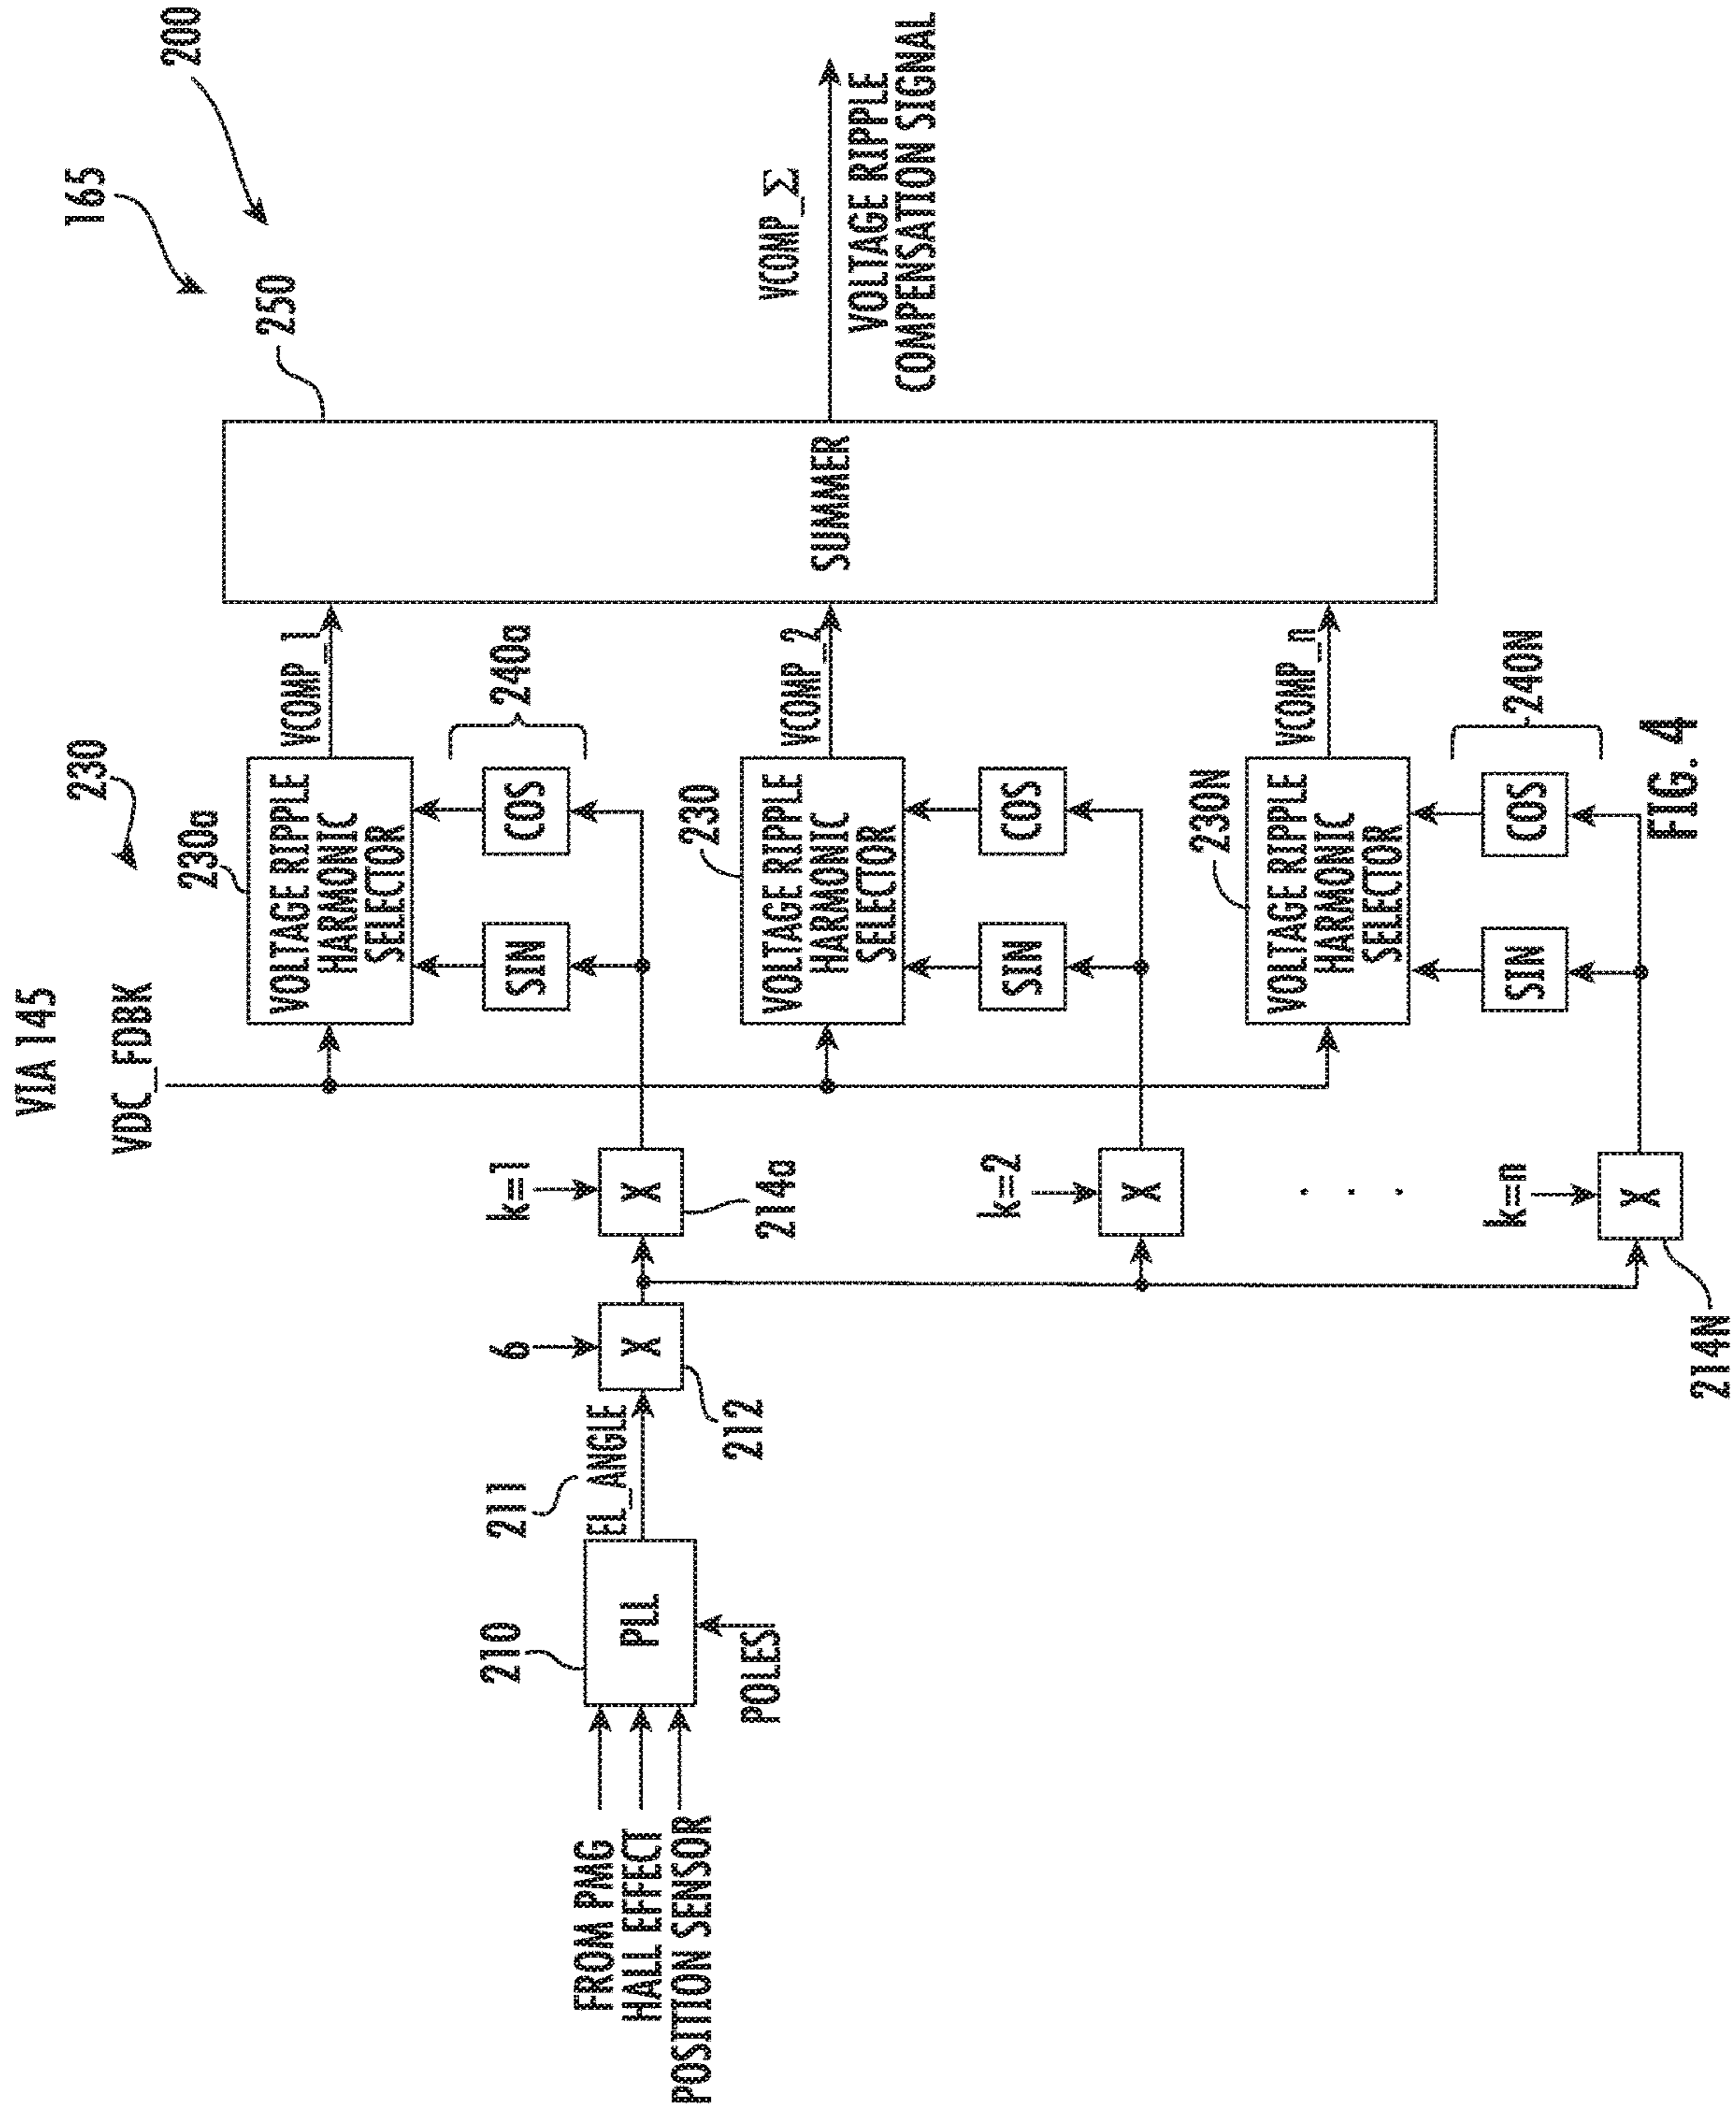 200
165
250
230
VIA 145
VDC_FDBK
230a
VOLTAGE RIPPLE
HARMONIC
SELECTOR
VCOMP_1
SIN
COS
240a
k=1
X
214a
6
X
212
211
EL_ANGLE
210
PLL
POLES
FROM PMG
HALL EFFECT
POSITION SENSOR
230
VOLTAGE RIPPLE
HARMONIC
SELECTOR
VCOMP_2
SIN
COS
k=2
X
. . .
SUMMER
VCOMP_Σ
VOLTAGE RIPPLE
COMPENSATION SIGNAL
230N
VOLTAGE RIPPLE
HARMONIC
SELECTOR
VCOMP_n
SIN
COS
240N
k=n
X
214N
FIG. 4